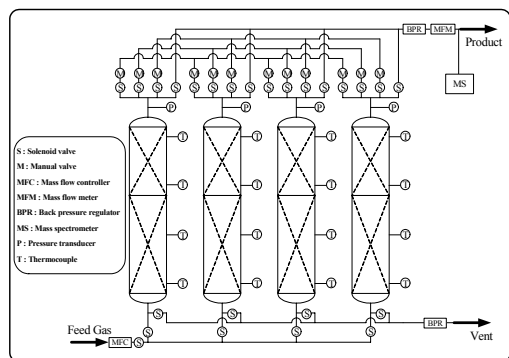 BPR
MFM
Product
MS
M M M M M M M M M M M M
S S S S S S S S S S S S S S S S
P P P P
T T T T
S : Solenoid valve
M : Manual valve
MFC : Mass flow controller
MFM : Mass flow meter
BPR : Back pressure regulator
MS : Mass spectrometer
P : Pressure transducer
T : Thermocouple
T T T T
T T T T
T T T T
S S S S
S S S S
Feed Gas
MFC
S
BPR
Vent